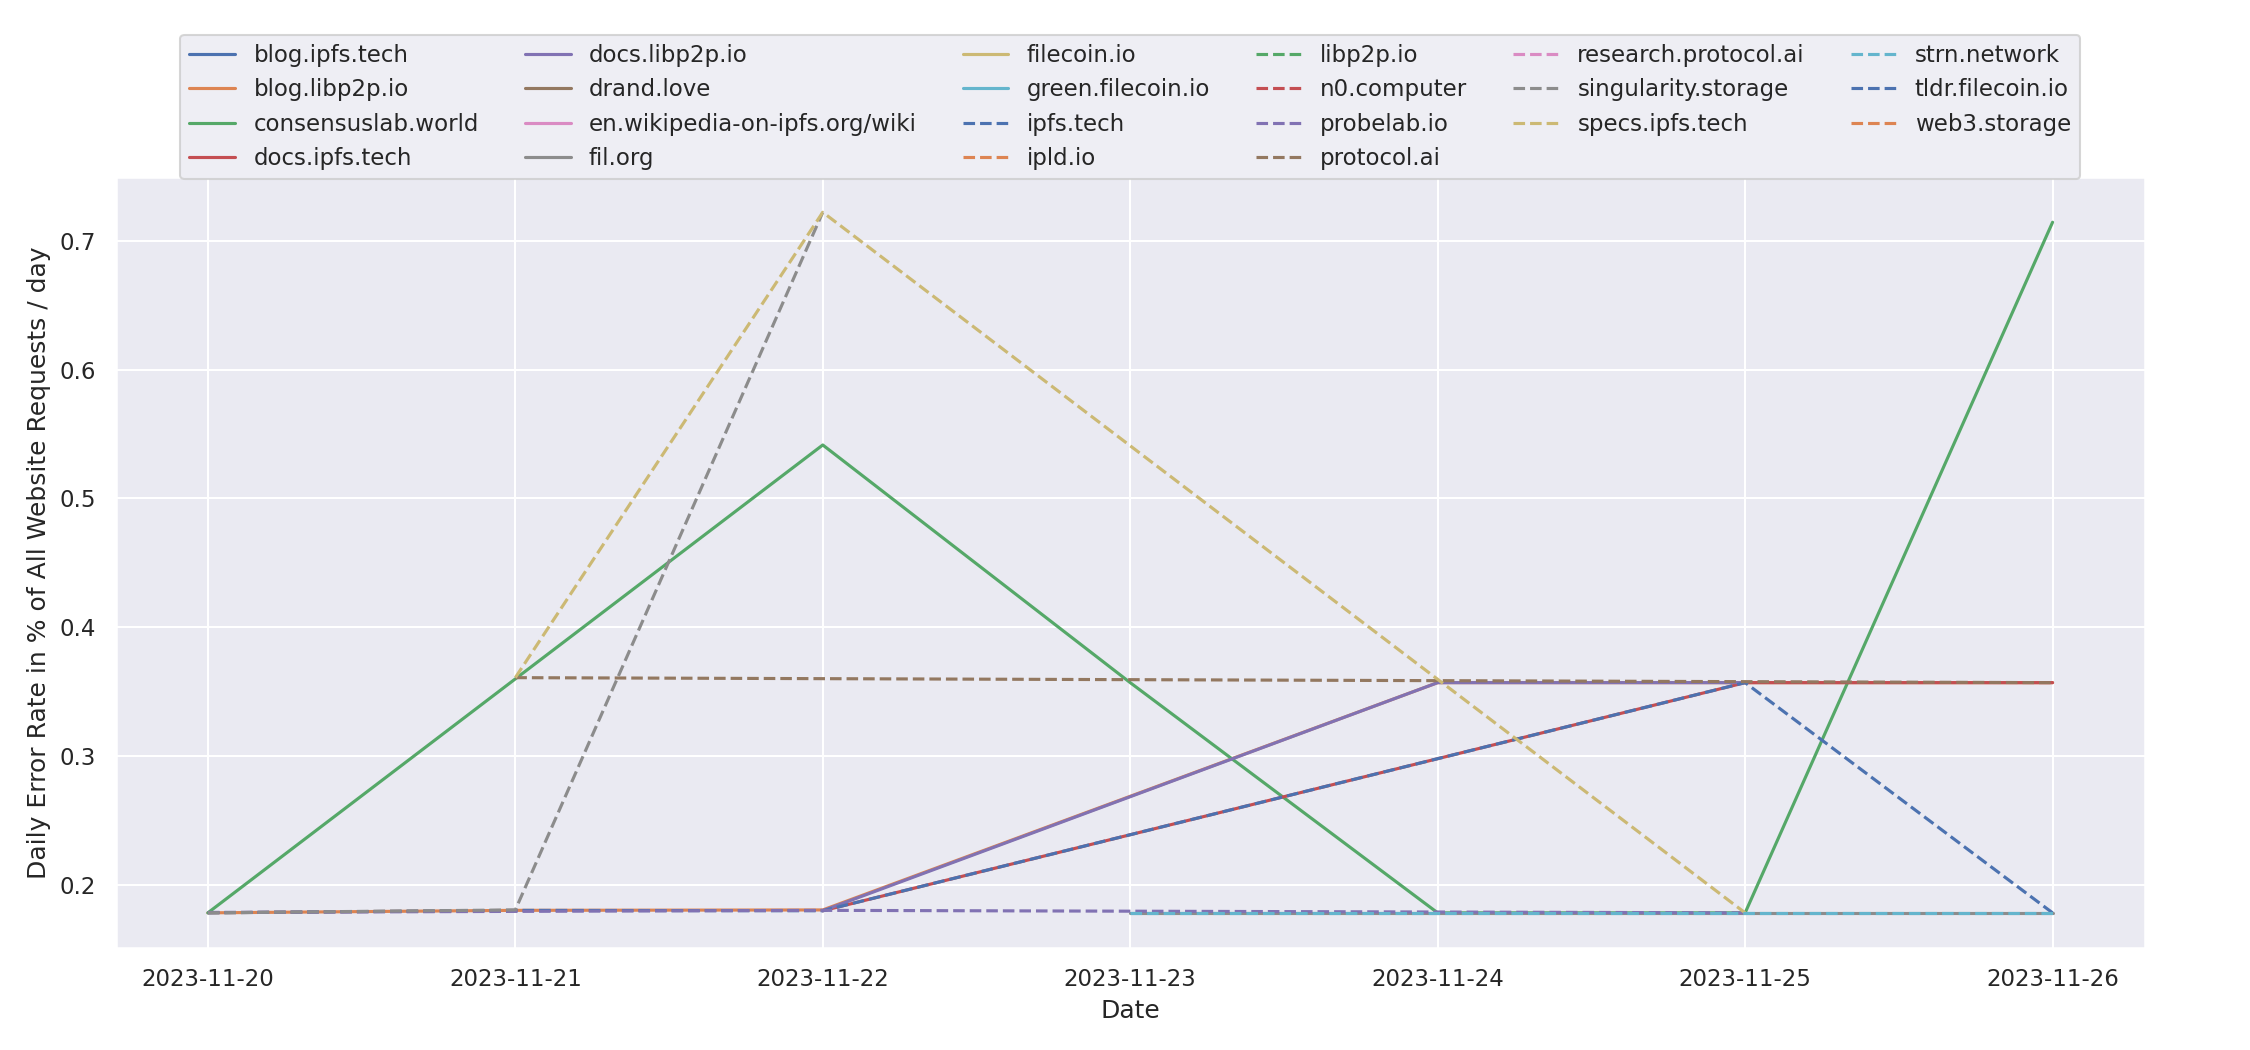 blog.ipfs.tech
blog.libp2p.io
consensuslab.world
docs.ipfs.tech
docs.libp2p.io
drand.love
en.wikipedia-on-ipfs.org/wiki
fil.org
filecoin.io
green.filecoin.io
ipfs.tech
ipld.io
libp2p.io
n0.computer
probelab.io
protocol.ai
research.protocol.ai
singularity.storage
specs.ipfs.tech
strn.network
tldr.filecoin.io
web3.storage
Daily Error Rate in % of All Website Requests / day
0.7
0.6
0.5
0.4
0.3
0.2
2023-11-20
2023-11-21
2023-11-22
2023-11-23
2023-11-24
2023-11-25
2023-11-26
Date